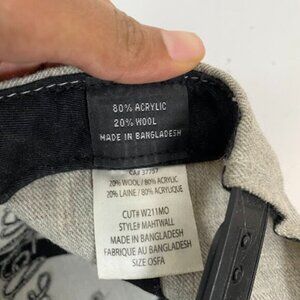 80% ACRYLIC
20% WOOL
MADE IN BANGLADESH
CA# 37797
20% WOOL / 80% ACRYLIC
20% LAINE / 80% ACRYLIQUE
CUT# W211MO
STYLE# MAHTWALL
MADE IN BANGLADESH
FABRIQUE AU BANGLADESH
SIZE OSFA